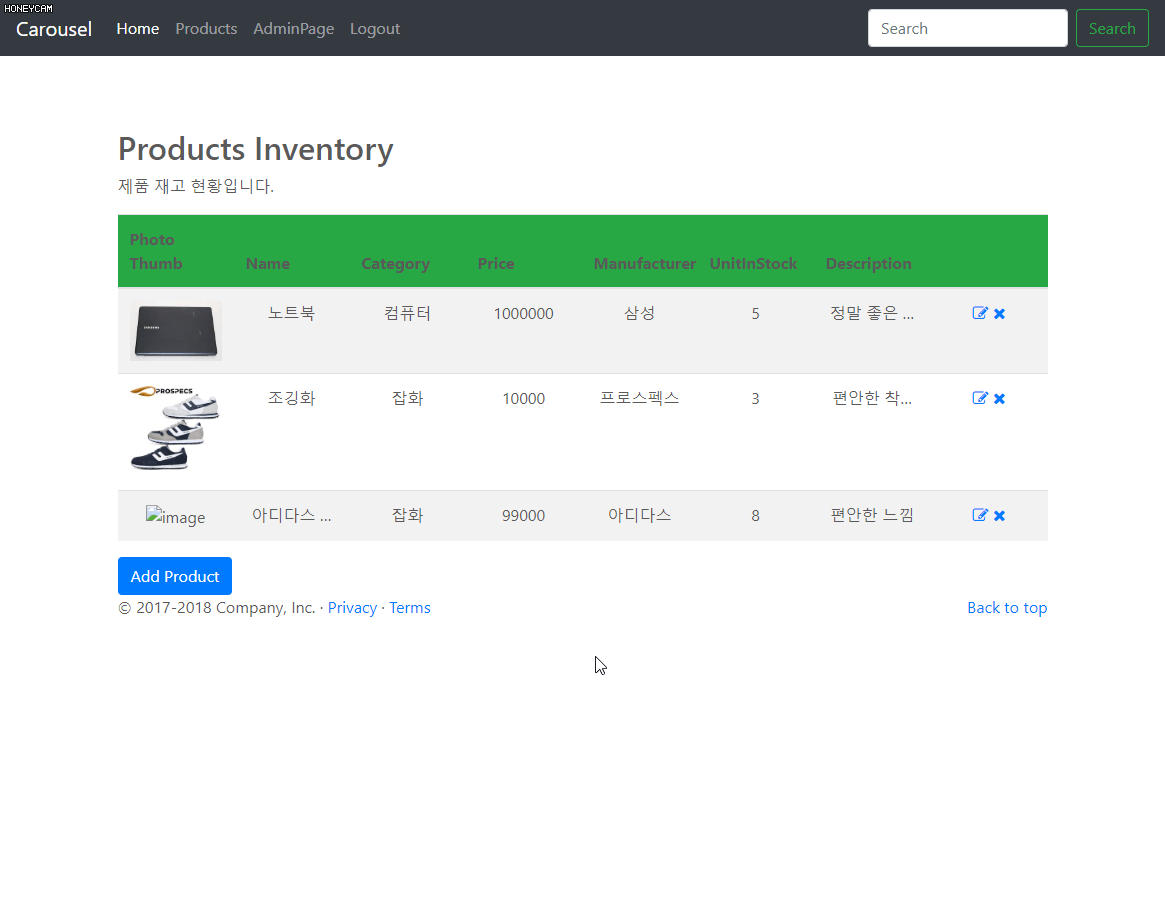 HONEYCAM
Carousel Home Products AdminPage Logout Search Search
Products Inventory
제품 재고 현황입니다.
Photo
Thumb Name Category Price Manufacturer UnitInStock Description
노트북 컴퓨터 1000000 삼성 5 정말 좋은 ...
SAMSUNG
PROSPECS
조깅화 잡화 10000 프로스펙스 3 편안한 착...
image 아디다스 ... 잡화 99000 아디다스 8 편안한 느낌
Add Product
© 2017-2018 Company, Inc. · Privacy · Terms Back to top